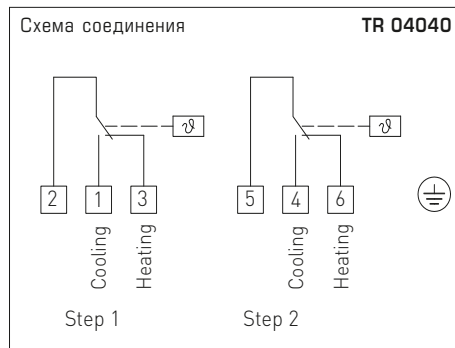 Схема соединения TR 04040
ϑ ϑ
2 1 3 5 4 6
Cooling Heating Cooling Heating
Step 1 Step 2